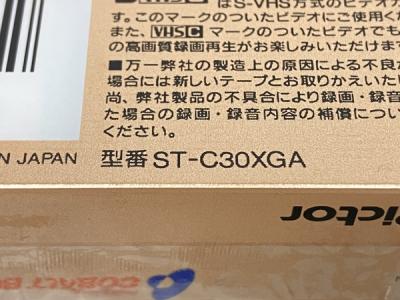 はS-VHS方式のビデオカ
す。このマークのついたビデオにご使用くだ
また、VHSC マークのついたビデオでも
の高画質録画再生がお楽しみいただけます
■万一弊社の製造上の原因による不良が
場合には新しいテープとお取りかえいたし
尚、弊社製品の不具合により録画・録音
た場合の録画・録音内容の補償につい
ください。
N JAPAN 型番 ST-C30XGA
Victor
COBALT